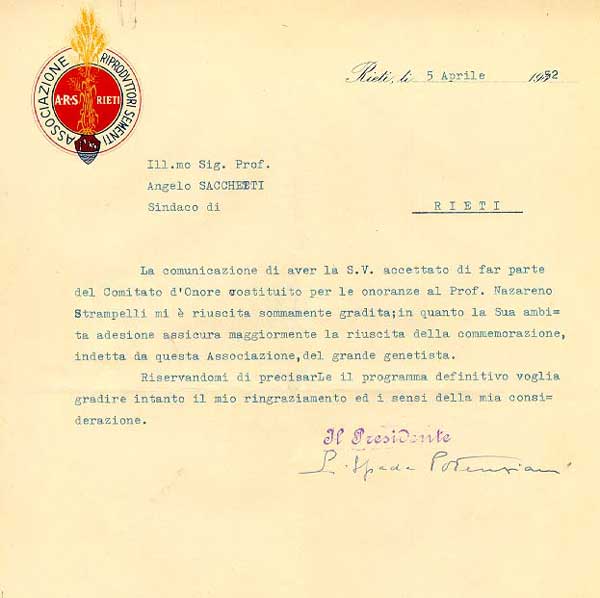 ASSOCIAZIONE RIPRODUTTORI SEMENTI
A·R·S RIETI
Rieti, li 5 Aprile 1952
Ill.mo Sig. Prof.
Angelo SACCHETTI
Sindaco di
R I E T I
La comunicazione di aver la S.V. accettato di far parte
del Comitato d'Onore costituito per le onoranze al Prof. Nazareno
Strampelli mi è riuscita sommamente gradita;in quanto la Sua ambi=
ta adesione assicura maggiormente la riuscita della commemorazione,
indetta da questa Associazione,del grande genetista.
Riservandomi di precisarLe il programma definitivo voglia
gradire intanto il mio ringraziamento ed i sensi della mia consi=
derazione.
Il Presidente
L. Spada Potenziani